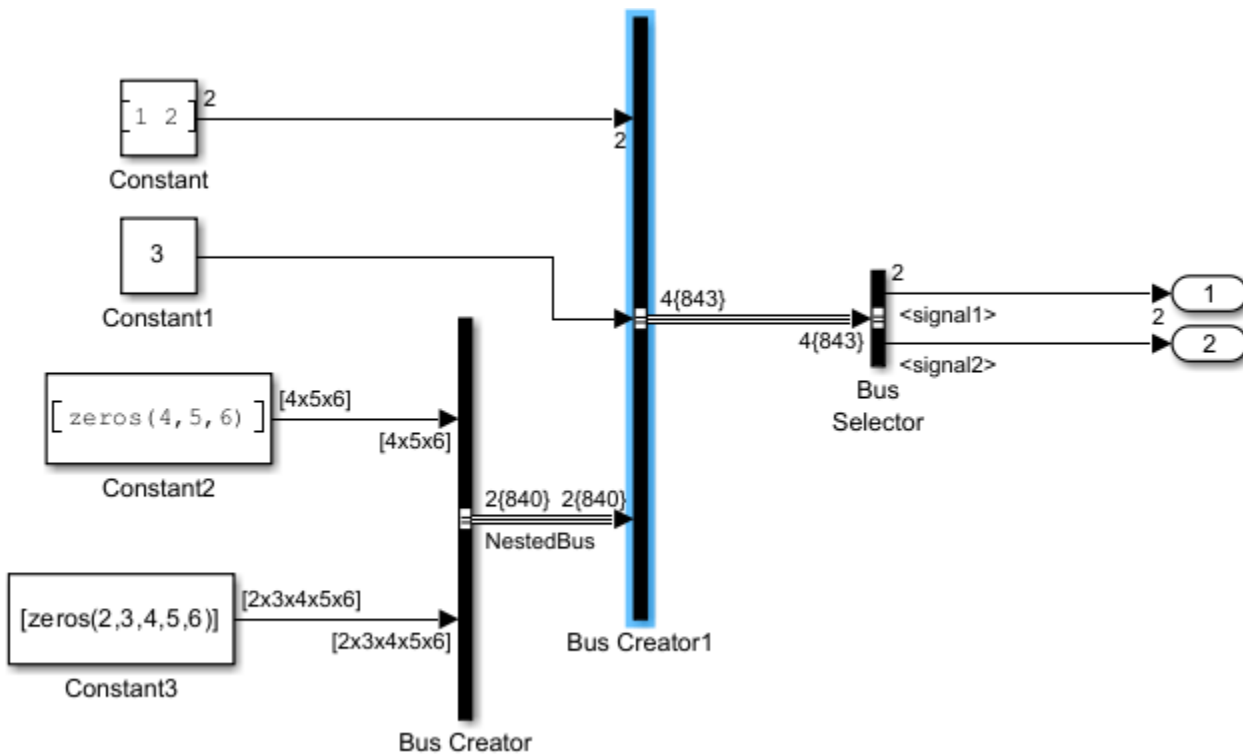 [ 1 2 ]
2
2
Constant
3
Constant1
4{843}
4{843}
2
<signal1>
<signal2>
1
2
2
Bus
Selector
[ zeros(4,5,6) ]
[4x5x6]
[4x5x6]
Constant2
2{840} 2{840}
NestedBus
[zeros(2,3,4,5,6)]
[2x3x4x5x6]
[2x3x4x5x6]
Constant3
Bus Creator1
Bus Creator